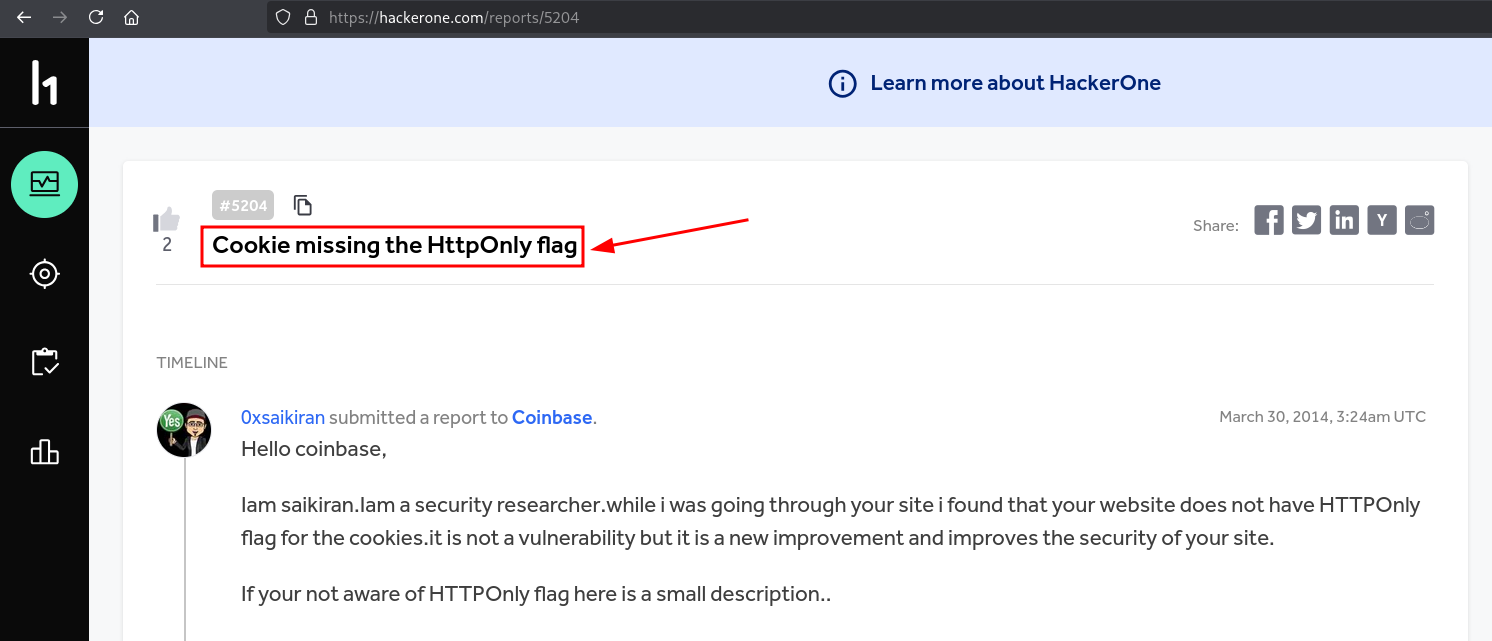 https://hackerone.com/reports/5204
h1
Learn more about HackerOne
#5204
2
Cookie missing the HttpOnly flag
Share:
f
in
Y
TIMELINE
Yes
0xsaikiran submitted a report to Coinbase.
March 30, 2014, 3:24am UTC
Hello coinbase,
Iam saikiran.Iam a security researcher.while i was going through your site i found that your website does not have HTTPOnly
flag for the cookies.it is not a vulnerability but it is a new improvement and improves the security of your site.
If your not aware of HTTPOnly flag here is a small description..